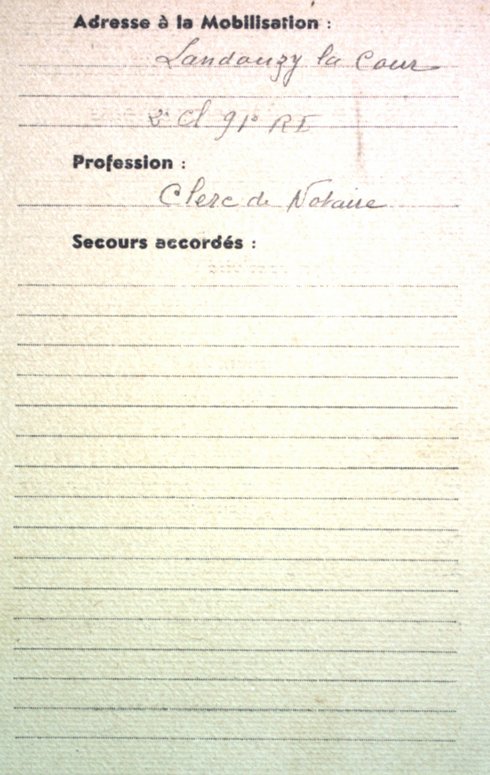 Adresse à la Mobilisation :
Landouzy la Cour
2e Cl 91e RI
Profession :
Clerc de Notaire
Secours accordés :